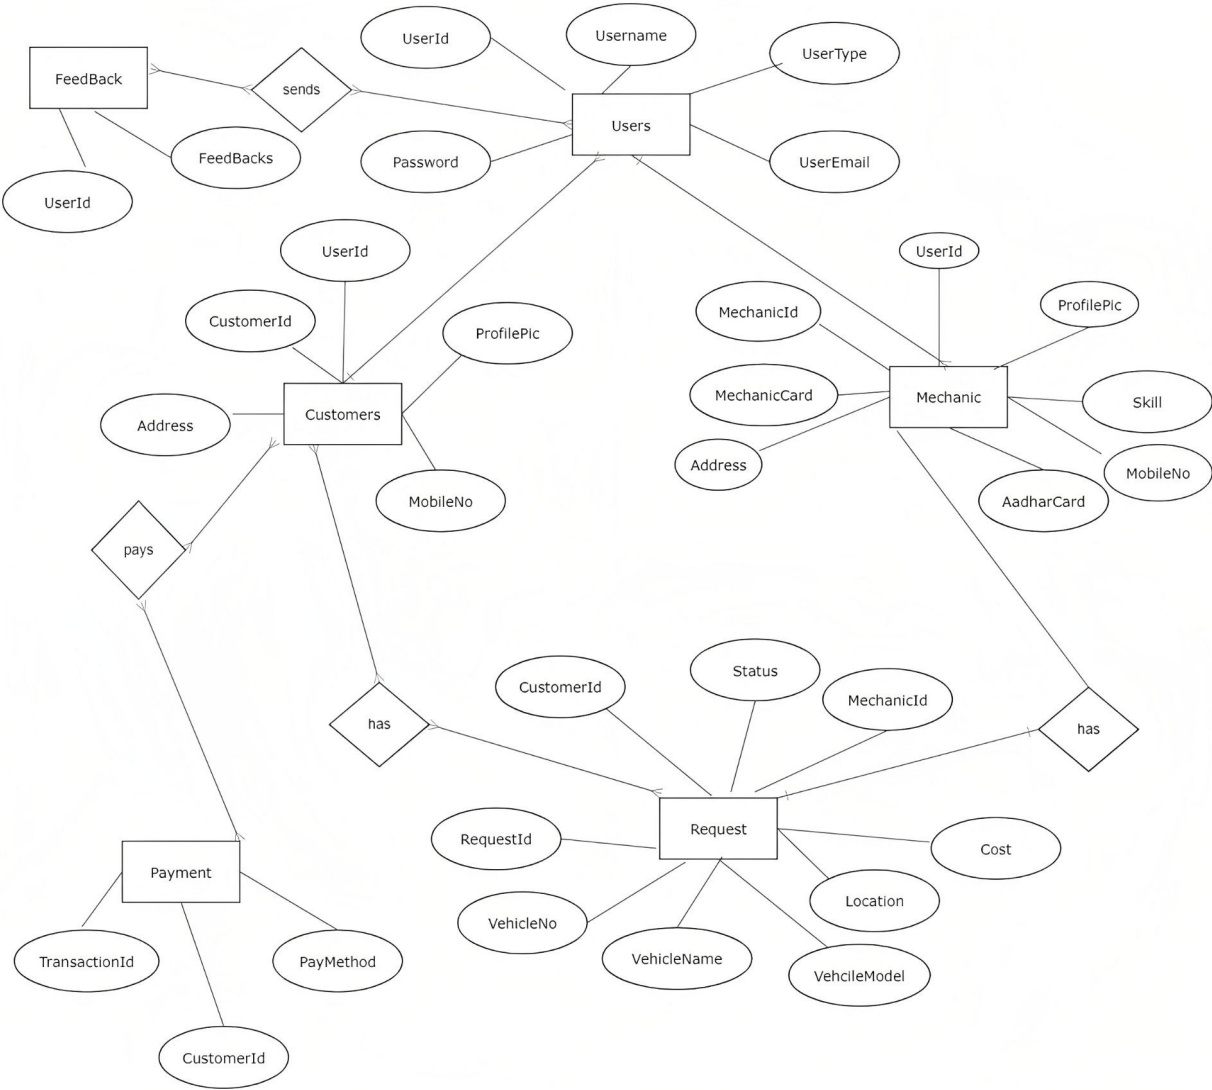 UserId
Username
UserType
FeedBack
sends
Users
Password
UserEmail
FeedBacks
UserId
UserId
UserId
CustomerId
ProfilePic
MechanicId
ProfilePic
MechanicCard
Mechanic
Skill
Address
Customers
Address
MobileNo
MobileNo
AadharCard
pays
CustomerId
Status
MechanicId
has
has
RequestId
Request
Cost
Payment
Location
VehicleNo
VehicleName
VehcileModel
TransactionId
PayMethod
CustomerId